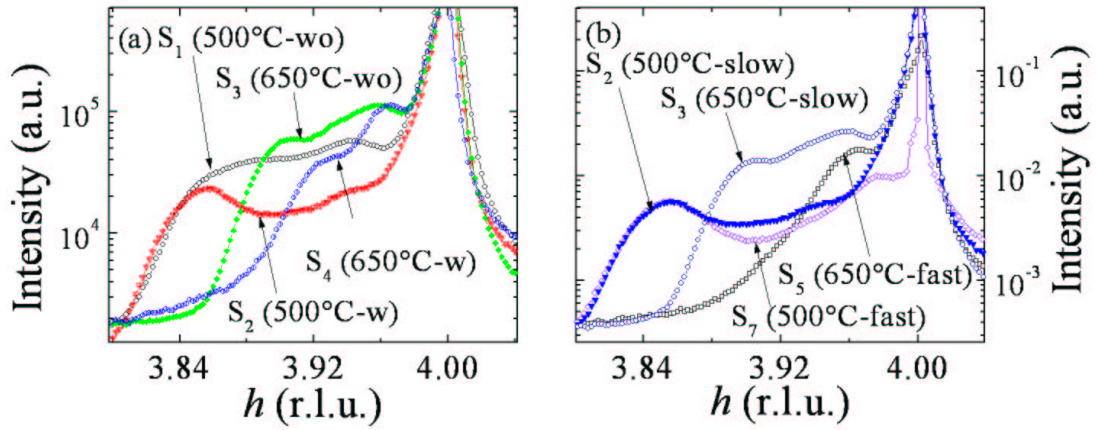 (a) S1 (500°C-wo)
S3 (650°C-wo)
S4 (650°C-w)
S2 (500°C-w)
Intensity (a.u.)
10^5
10^4
3.84 3.92 4.00
h (r.l.u.)
(b)
S2 (500°C-slow)
S3 (650°C-slow)
S5 (650°C-fast)
S7 (500°C-fast)
10^-1
10^-2
10^-3
Intensity (a.u.)
3.84 3.92 4.00
h (r.l.u.)